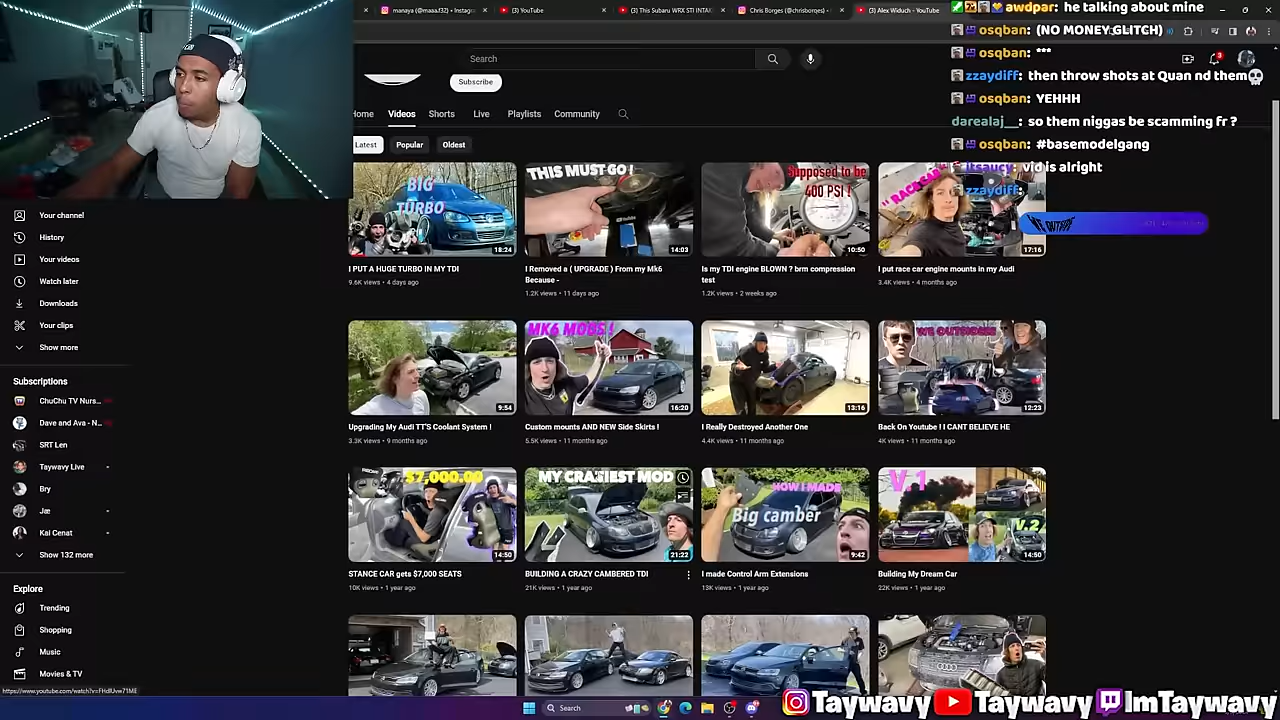 manaya (@maaa.f32) • Instagr
(3) YouTube
(3) This Subaru WRX STI INTAK
Chris Borges (@chrisborges) •
(3) Alex Widuch - YouTube
awdpar: he talking about mine
osqban: (NO MONEY GLITCH)
osqban: ***
zzaydiff: then throw shots at cuan nd them💀
osqban: YEHHH
darealaj__: so them niggas be scamming fr ?
osqban: #basemodelgang
itsaucy: vid is alright
zzaydiff:
Search
3
Subscribe
Home
Videos
Shorts
Live
Playlists
Community
Latest
Popular
Oldest
Your channel
History
Your videos
Watch later
Downloads
Your clips
Show more
Subscriptions
ChuChu TV Nurs...
Dave and Ava - N...
SRT Len
Taywavy Live
Bry
Jæ
Kai Cenat
Show 132 more
Explore
Trending
Shopping
Music
Movies & TV
BIG TURBO
18:24
THIS MUST GO!
14:03
Supposed to be
400 PSI !
10:50
"RACECAR"
17:16
I PUT A HUGE TURBO IN MY TDI
9.6K views • 4 days ago
I Removed a ( UPGRADE ) From my Mk6
Because -
1.2K views • 11 days ago
Is my TDI engine BLOWN ? brm compression
test
1.2K views • 2 weeks ago
I put race car engine mounts in my Audi
3.4K views • 4 months ago
9:54
MK6 MODS !
16:20
13:16
WE OUTSIDE!!
12:23
Upgrading My Audi TT'S Coolant System !
3.3K views • 9 months ago
Custom mounts AND NEW Side Skirts !
5.5K views • 11 months ago
I Really Destroyed Another One
4.4K views • 11 months ago
Back On Youtube ! I CANT BELIEVE HE
4K views • 11 months ago
$7,000.00
14:50
MY CRAZIEST MOD
21:22
HOW I MADE
Big camber
9:42
V.1
V.2
14:50
STANCE CAR gets $7,000 SEATS
10K views • 1 year ago
BUILDING A CRAZY CAMBERED TDI
21K views • 1 year ago
I made Control Arm Extensions
13K views • 1 year ago
Building My Dream Car
22K views • 1 year ago
Search
Taywavy
Taywavy
ImTaywavy